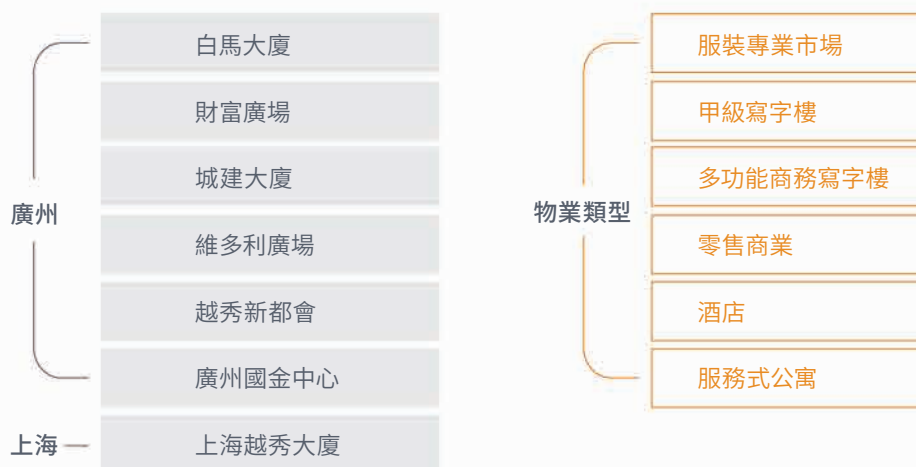 廣州
白馬大廈
財富廣場
城建大廈
維多利廣場
越秀新都會
廣州國金中心
上海
上海越秀大廈
物業類型
服裝專業市場
甲級寫字樓
多功能商務寫字樓
零售商業
酒店
服務式公寓